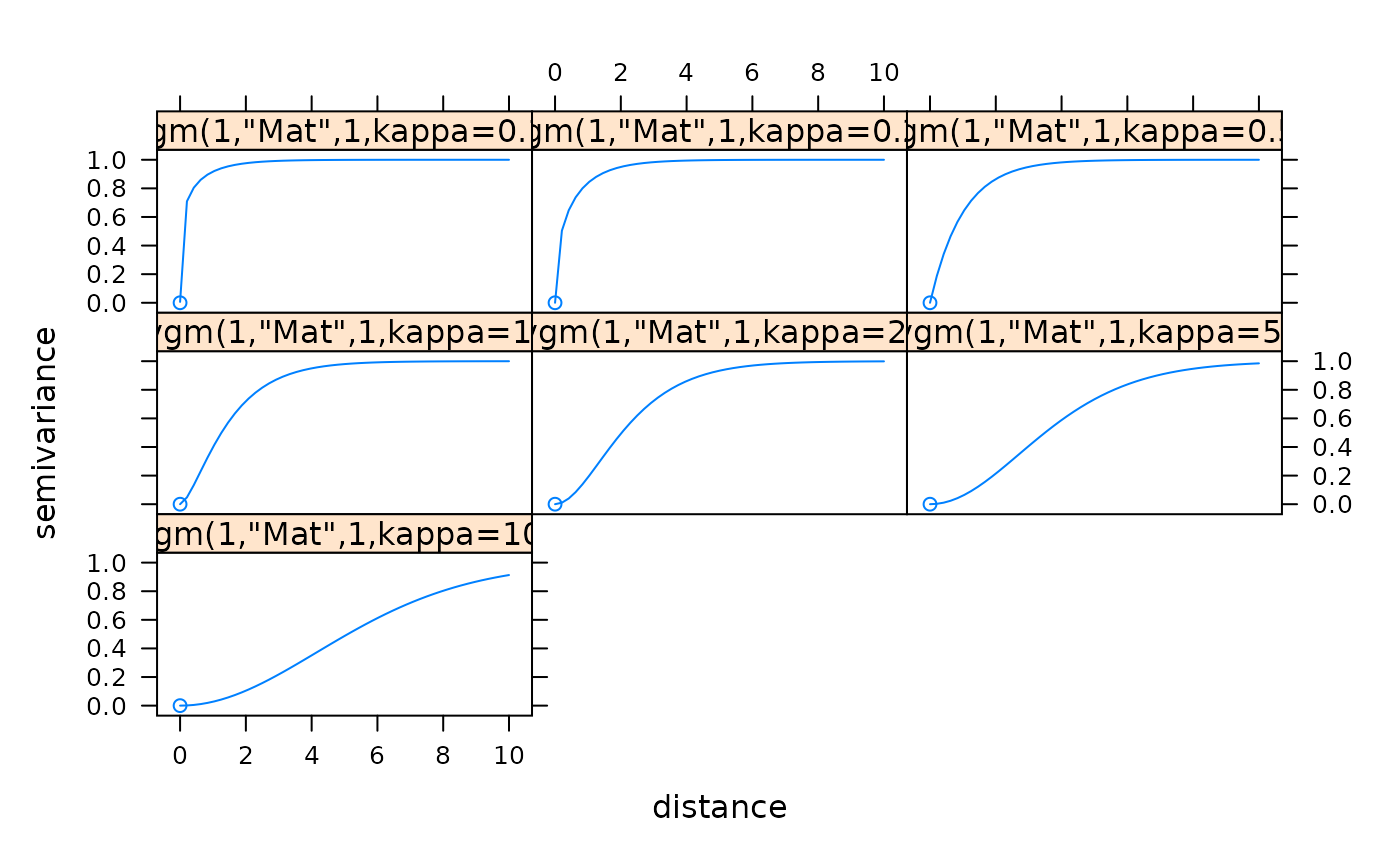 0 2 4 6 8 10
gm(1,"Mat",1,kappa=0. gm(1,"Mat",1,kappa=0. gm(1,"Mat",1,kappa=0.5
1.0
0.8
0.6
0.4
0.2
0.0
vgm(1,"Mat",1,kappa=1 vgm(1,"Mat",1,kappa=2 vgm(1,"Mat",1,kappa=5
1.0
0.8
0.6
0.4
0.2
0.0
semivariance
gm(1,"Mat",1,kappa=10
1.0
0.8
0.6
0.4
0.2
0.0
0 2 4 6 8 10
distance